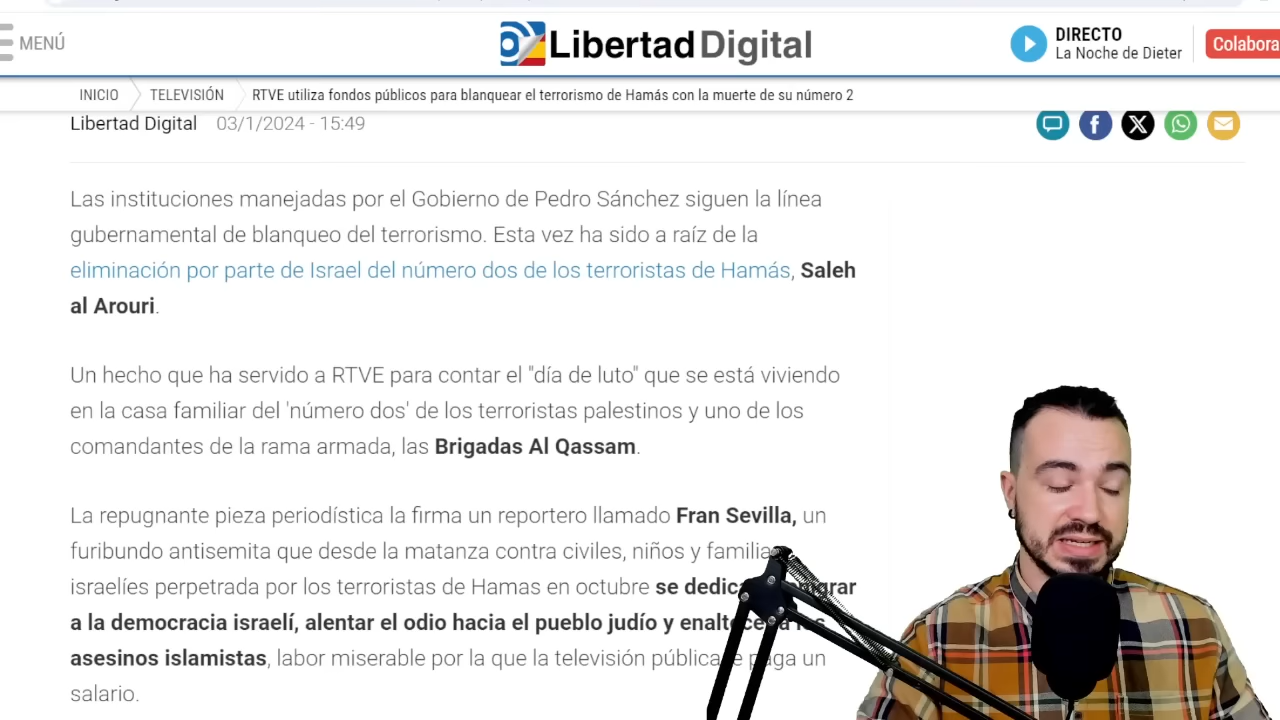 MENÚ
Libertad Digital
DIRECTO
La Noche de Dieter
Colabora
INICIO
TELEVISIÓN
RTVE utiliza fondos públicos para blanquear el terrorismo de Hamás con la muerte de su número 2
Libertad Digital 03/1/2024 - 15:49
Las instituciones manejadas por el Gobierno de Pedro Sánchez siguen la línea
gubernamental de blanqueo del terrorismo. Esta vez ha sido a raíz de la
eliminación por parte de Israel del número dos de los terroristas de Hamás, Saleh
al Arouri.
Un hecho que ha servido a RTVE para contar el "día de luto" que se está viviendo
en la casa familiar del 'número dos' de los terroristas palestinos y uno de los
comandantes de la rama armada, las Brigadas Al Qassam.
La repugnante pieza periodística la firma un reportero llamado Fran Sevilla, un
furibundo antisemita que desde la matanza contra civiles, niños y
israelíes perpetrada por los terroristas de Hamas en octubre se
a la democracia israelí, alentar el odio hacia el pueblo judío y
asesinos islamistas, labor miserable por la que la televisión pública un
salario.